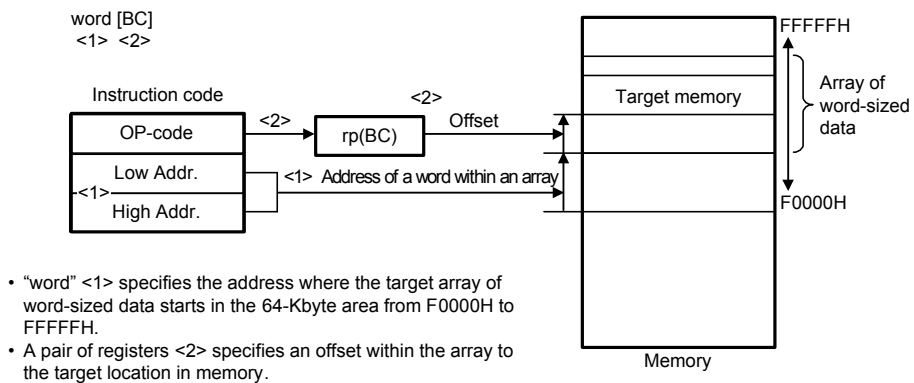 word [BC]
<1> <2>
FFFFFH
Array of
word-sized
data
Instruction code
<2>
Target memory
OP-code
<2>
rp(BC)
Offset
Low Addr.
<1>
<1> Address of a word within an array
High Addr.
F0000H
• “word” <1> specifies the address where the target array of
word-sized data starts in the 64-Kbyte area from F0000H to
FFFFFH.
• A pair of registers <2> specifies an offset within the array to
the target location in memory.
Memory